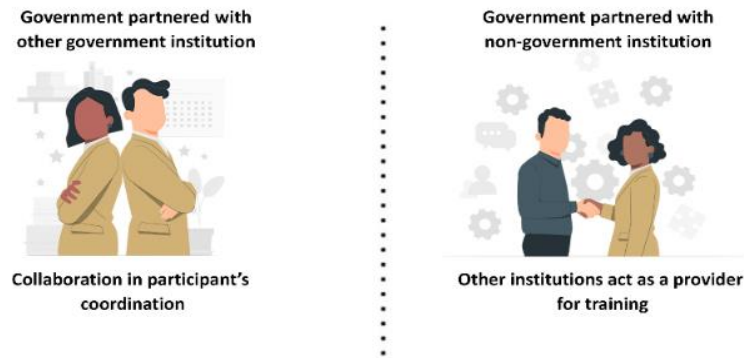 Government partnered with
other government institution
Collaboration in participant's
coordination
Government partnered with
non-government institution
Other institutions act as a provider
for training